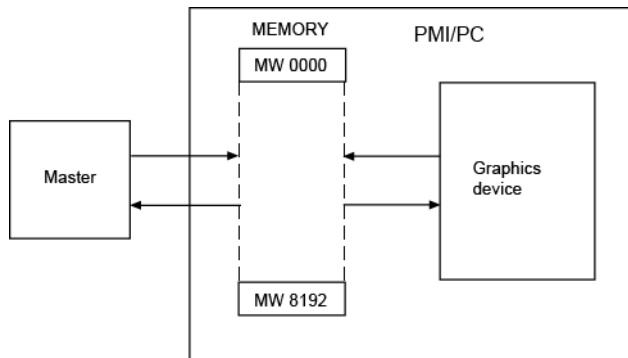 MEMORY
PMI/PC
MW 0000
Master
Graphics
device
MW 8192